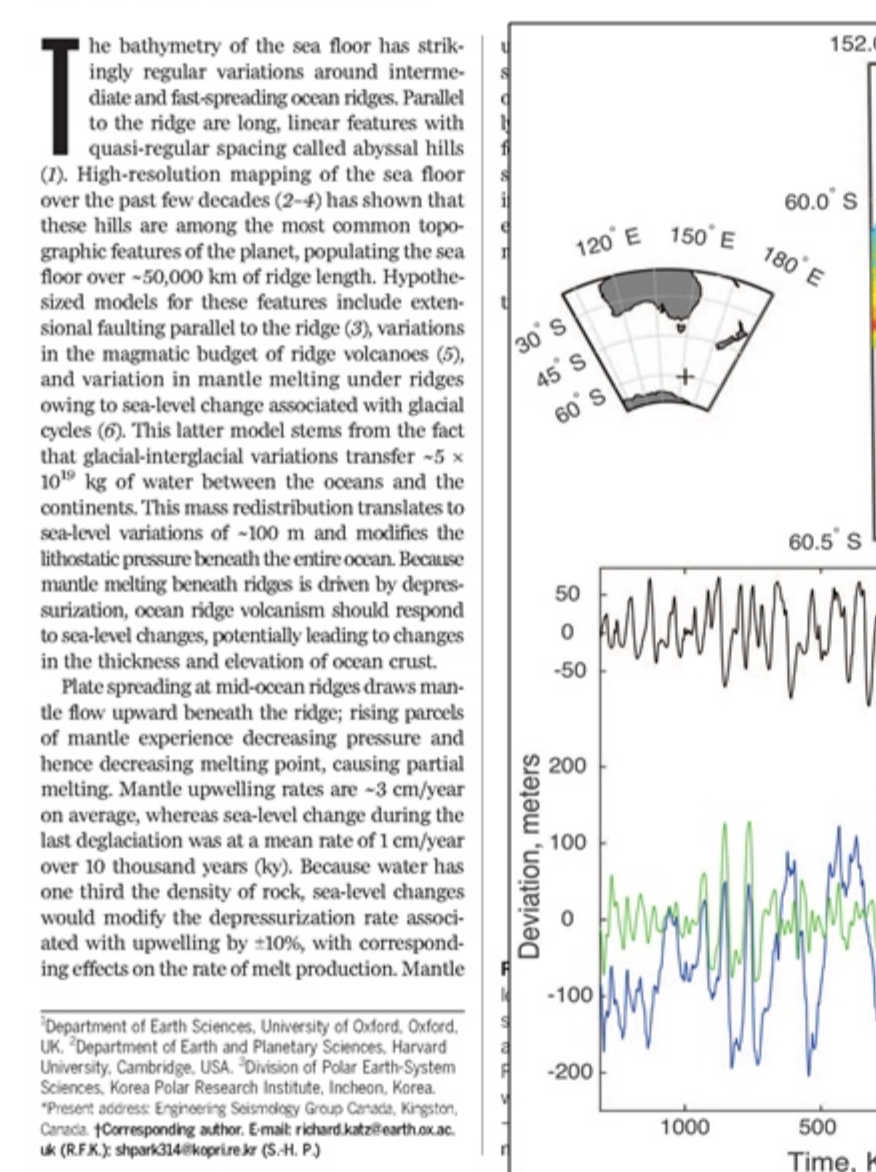 The bathymetry of the sea floor has strik-
ingly regular variations around interme-
diate and fast-spreading ocean ridges. Parallel
to the ridge are long, linear features with
quasi-regular spacing called abyssal hills
(1). High-resolution mapping of the sea floor
over the past few decades (2–4) has shown that
these hills are among the most common topo-
graphic features of the planet, populating the sea
floor over ~50,000 km of ridge length. Hypothe-
sized models for these features include exten-
sional faulting parallel to the ridge (3), variations
in the magmatic budget of ridge volcanoes (5),
and variation in mantle melting under ridges
owing to sea-level change associated with glacial
cycles (6). This latter model stems from the fact
that glacial-interglacial variations transfer ~5 ×
10¹⁹ kg of water between the oceans and the
continents. This mass redistribution translates to
sea-level variations of ~100 m and modifies the
lithostatic pressure beneath the entire ocean. Because
mantle melting beneath ridges is driven by depres-
surization, ocean ridge volcanism should respond
to sea-level changes, potentially leading to changes
in the thickness and elevation of ocean crust.
Plate spreading at mid-ocean ridges draws man-
tle flow upward beneath the ridge; rising parcels
of mantle experience decreasing pressure and
hence decreasing melting point, causing partial
melting. Mantle upwelling rates are ~3 cm/year
on average, whereas sea-level change during the
last deglaciation was at a mean rate of 1 cm/year
over 10 thousand years (ky). Because water has
one third the density of rock, sea-level changes
would modify the depressurization rate associ-
ated with upwelling by ±10%, with correspond-
ing effects on the rate of melt production. Mantle
¹Department of Earth Sciences, University of Oxford, Oxford,
UK. ²Department of Earth and Planetary Sciences, Harvard
University, Cambridge, USA. ³Division of Polar Earth-System
Sciences, Korea Polar Research Institute, Incheon, Korea.
*Present address: Engineering Seismology Group Canada, Kingston,
Canada. †Corresponding author. E-mail: richard.katz@earth.ox.ac.
uk (R.F.K.); shpark314@kopri.re.kr (S.-H. P.)
152.
60.0° S
120° E
150° E
180° E
30° S
45° S
60° S
60.5° S
50
0
-50
Deviation, meters
200
100
0
-100
-200
1000
500
Time, K